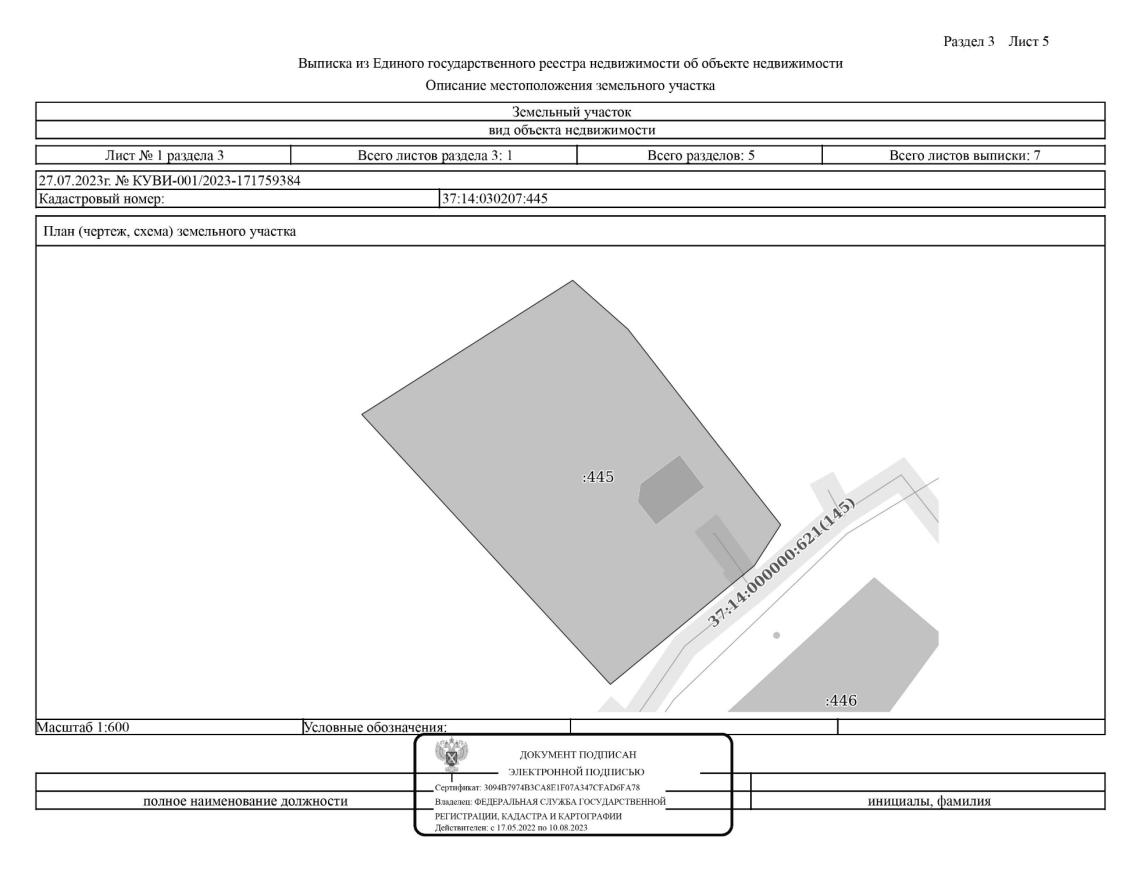 Раздел 3 Лист 5
Выписка из Единого государственного реестра недвижимости об объекте недвижимости
Описание местоположения земельного участка
Земельный участок
вид объекта недвижимости
Лист № 1 раздела 3 Всего листов раздела 3: 1 Всего разделов: 5 Всего листов выписки: 7
27.07.2023г. № КУВИ-001/2023-171759384
Кадастровый номер: 37:14:030207:445
План (чертеж, схема) земельного участка
:445
37:14:000000:621(145)
:446
Масштаб 1:600 Условные обозначения:
ДОКУМЕНТ ПОДПИСАН
ЭЛЕКТРОННОЙ ПОДПИСЬЮ
Сертификат: 3094B7974B3CA8E1F07A347CFAD6FA78
Владелец: ФЕДЕРАЛЬНАЯ СЛУЖБА ГОСУДАРСТВЕННОЙ
РЕГИСТРАЦИИ, КАДАСТРА И КАРТОГРАФИИ
Действителен: с 17.05.2022 по 10.08.2023
полное наименование должности инициалы, фамилия